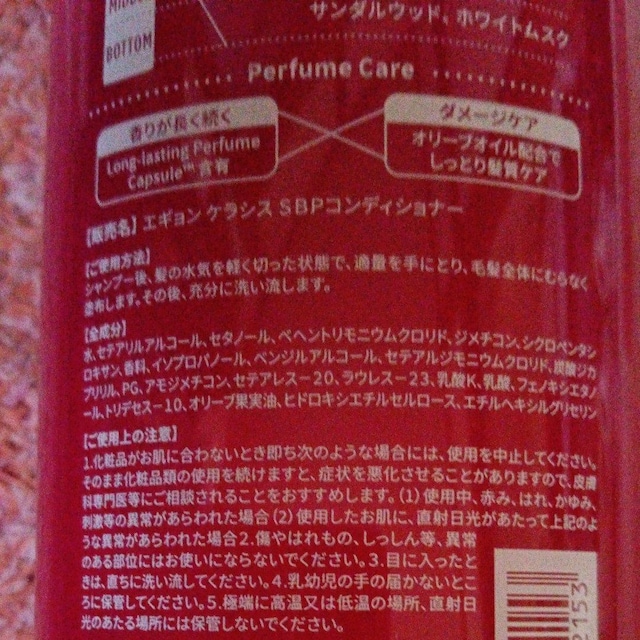 サンダルウッド、ホワイトムスク
BOTTOM
Perfume Care
香りが長く続く
Long-lasting Perfume
Capsule™含有
ダメージケア
オリーブオイル配合で
しっとり髪質ケア
【販売名】エギョン ケラシス SBPコンディショナー
【ご使用方法】
シャンプー後、髪の水気を軽く切った状態で、適量を手にとり、毛髪全体にむらなく
塗布します。その後、充分に洗い流します。
【全成分】
水、セテアリルアルコール、セタノール、ベヘントリモニウムクロリド、ジメチコン、シクロペンタシ
ロキサン、香料、イソプロパノール、ベンジルアルコール、セテアルジモニウムクロリド、炭酸ジカ
プリリル、PG、アモジメチコン、セテアレス－20、ラウレス－23、乳酸K、乳酸、フェノキシエタノ
ール、トリデセス－10、オリーブ果実油、ヒドロキシエチルセルロース、エチルヘキシルグリセリン
【ご使用上の注意】
1.化粧品がお肌に合わないとき即ち次のような場合には、使用を中止してください。
そのまま化粧品類の使用を続けますと、症状を悪化させることがありますので、皮膚
科専門医等にご相談されることをおすすめします。(1)使用中、赤み、はれ、かゆみ、
刺激等の異常があらわれた場合(2)使用したお肌に、直射日光があたって上記のよ
うな異常があらわれた場合2.傷やはれもの、しっしん等、異常
のある部位にはお使いにならないでください。3.目に入ったと
きは、直ちに洗い流してください。4.乳幼児の手の届かないとこ
ろに保管してください。5.極端に高温又は低温の場所、直射日
光のあたる場所には保管しないでください。